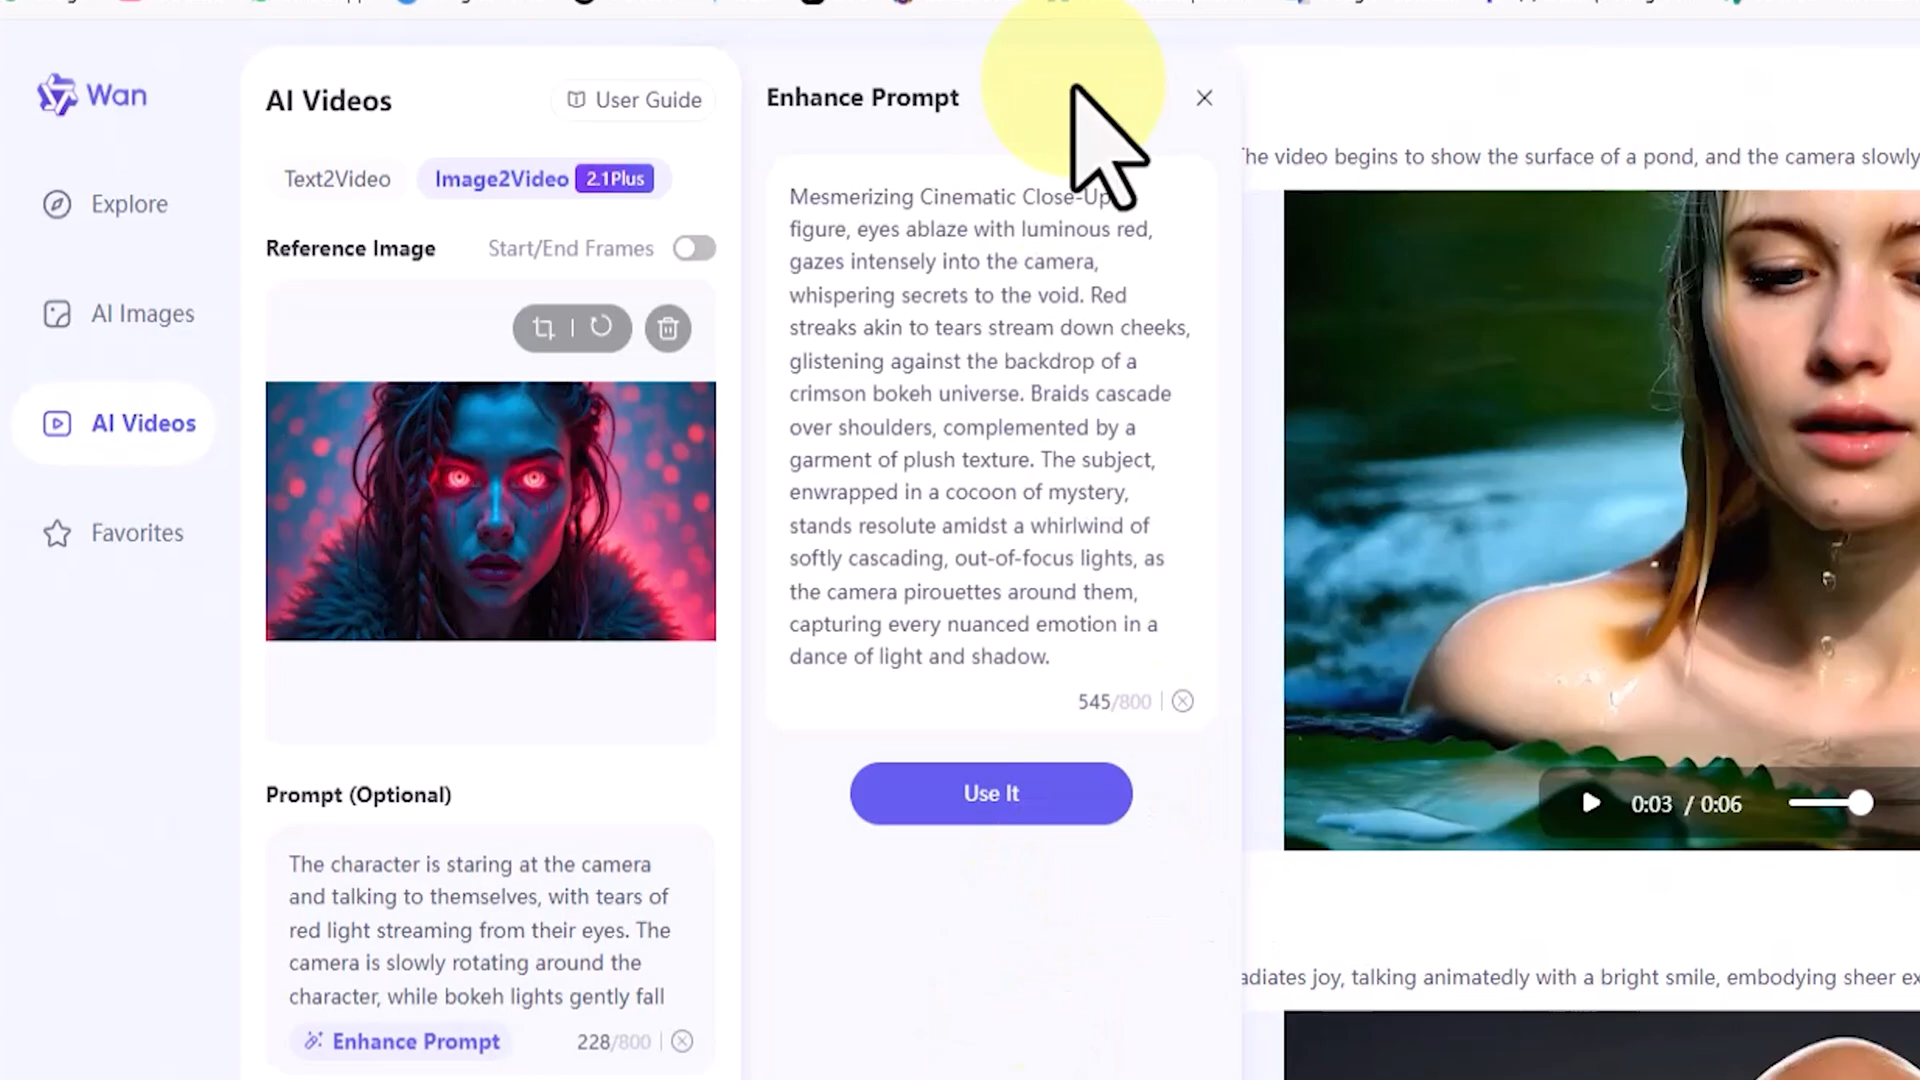 Wan
Explore
AI Images
AI Videos
Favorites
AI Videos
User Guide
Text2Video
Image2Video 2.1Plus
Reference Image
Start/End Frames
Prompt (Optional)
The character is staring at the camera
and talking to themselves, with tears of
red light streaming from their eyes. The
camera is slowly rotating around the
character, while bokeh lights gently fall
Enhance Prompt
228/800
Enhance Prompt
Mesmerizing Cinematic Close-Up
figure, eyes ablaze with luminous red,
gazes intensely into the camera,
whispering secrets to the void. Red
streaks akin to tears stream down cheeks,
glistening against the backdrop of a
crimson bokeh universe. Braids cascade
over shoulders, complemented by a
garment of plush texture. The subject,
enwrapped in a cocoon of mystery,
stands resolute amidst a whirlwind of
softly cascading, out-of-focus lights, as
the camera pirouettes around them,
capturing every nuanced emotion in a
dance of light and shadow.
545/800
Use It
The video begins to show the surface of a pond, and the camera slowly
0:03 / 0:06
adiates joy, talking animatedly with a bright smile, embodying sheer ex